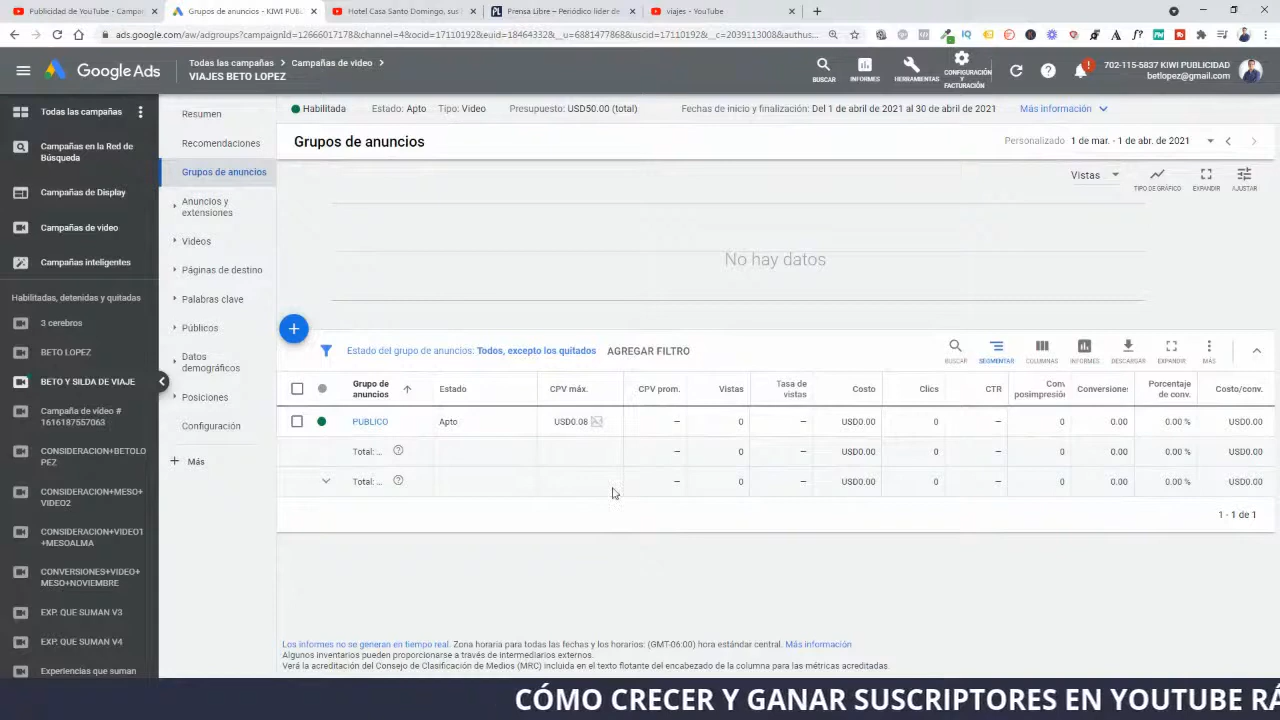 Publicidad de YouTube - Campañ
Grupos de anuncios - KIWI PUBL
Hotel Casa Santo Domingo, sus
Prensa Libre – Periódico líder de
viajes - YouTube
ads.google.com/aw/adgroups?campaignId=12666017178&channel=4&ocid=17110192&euid=184643332&__u=6881477868&uscid=17110192&__c=2039113008&authus...
Google Ads
Todas las campañas > Campañas de video >
VIAJES BETO LOPEZ
BUSCAR
INFORMES
HERRAMIENTAS
CONFIGURACIÓN Y FACTURACIÓN
702-115-5837 KIWI PUBLICIDAD
betlopez@gmail.com
Todas las campañas
Campañas en la Red de
Búsqueda
Campañas de Display
Campañas de video
Campañas inteligentes
Habilitadas, detenidas y quitadas
3 cerebros
BETO LOPEZ
BETO Y SILDA DE VIAJE
Campaña de video #
1616187557063
CONSIDERACION+BETOLO
PEZ
CONSIDERACION+MESO+
VIDEO2
CONSIDERACION+VIDEO1
+MESOALMA
CONVERSIONES+VIDEO+
MESO+NOVIEMBRE
EXP. QUE SUMAN V3
EXP. QUE SUMAN V4
Experiencias que suman
Resumen
Recomendaciones
Grupos de anuncios
Anuncios y
extensiones
Videos
Páginas de destino
Palabras clave
Públicos
Datos
demográficos
Posiciones
Configuración
+ Más
Habilitada Estado: Apto Tipo: Video Presupuesto: USD50.00 (total) Fechas de inicio y finalización: Del 1 de abril de 2021 al 30 de abril de 2021 Más información
Grupos de anuncios
Personalizado 1 de mar. - 1 de abr. de 2021
Vistas
TIPO DE GRÁFICO
EXPANDIR
AJUSTAR
No hay datos
Estado del grupo de anuncios: Todos, excepto los quitados AGREGAR FILTRO
BUSCAR SEGMENTAR COLUMNAS INFORMES DESCARGAR EXPANDIR MÁS
Grupo de anuncios Estado CPV máx. CPV prom. Vistas Tasa de vistas Costo Clics CTR Conv posimpresión Conversiones Porcentaje de conv. Costo/conv.
PUBLICO Apto USD0.08 – 0 – USD0.00 0 – 0 0.00 0.00 % USD0.00
Total: ... – 0 – USD0.00 0 – 0 0.00 0.00 % USD0.00
Total: ... – 0 – USD0.00 0 – 0 0.00 0.00 % USD0.00
1 - 1 de 1
Los informes no se generan en tiempo real. Zona horaria para todas las fechas y los horarios: (GMT-06:00) hora estándar central. Más información
Algunos inventarios pueden proporcionarse a través de intermediarios externos.
Verá la acreditación del Consejo de Clasificación de Medios (MRC) incluida en el texto flotante del encabezado de la columna para las métricas acreditadas.
CÓMO CRECER Y GANAR SUSCRIPTORES EN YOUTUBE RÁ